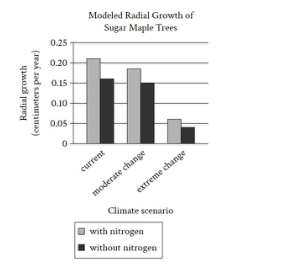 Modeled Radial Growth of
Sugar Maple Trees
Radial growth
(centimeters per year)
0.25
0.20
0.15
0.10
0.05
0
current
moderate change
extreme change
Climate scenario
with nitrogen
without nitrogen